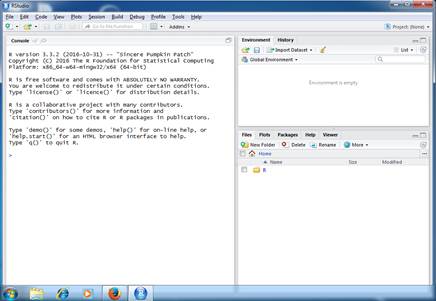 RStudio
File Edit Code View Plots Session Build Debug Profile Tools Help
Go to file/function Addins
Project: (None)
Console ~/
R version 3.3.2 (2016-10-31) -- "Sincere Pumpkin Patch"
Copyright (C) 2016 The R Foundation for Statistical Computing
Platform: x86_64-w64-mingw32/x64 (64-bit)
R is free software and comes with ABSOLUTELY NO WARRANTY.
You are welcome to redistribute it under certain conditions.
Type 'license()' or 'licence()' for distribution details.
R is a collaborative project with many contributors.
Type 'contributors()' for more information and
'citation()' on how to cite R or R packages in publications.
Type 'demo()' for some demos, 'help()' for on-line help, or
'help.start()' for an HTML browser interface to help.
Type 'q()' to quit R.
>
Environment History
Import Dataset List
Global Environment
Environment is empty
Files Plots Packages Help Viewer
New Folder Delete Rename More
Home
Name Size Modified
R